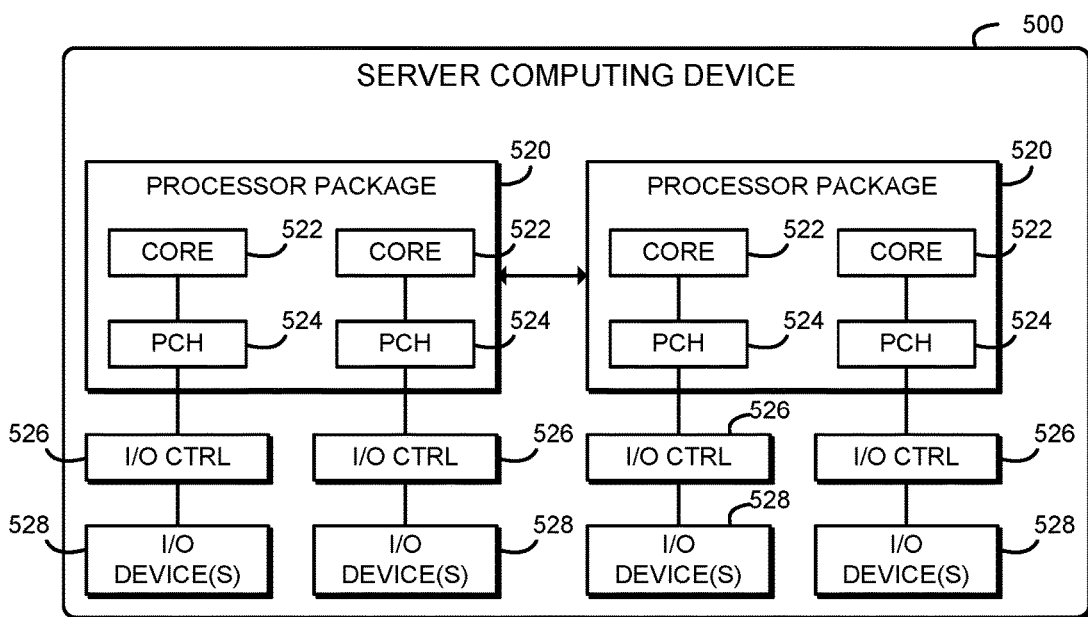 500
SERVER COMPUTING DEVICE
520
520
PROCESSOR PACKAGE
PROCESSOR PACKAGE
CORE
522
CORE
522
CORE
522
CORE
522
PCH
524
PCH
524
PCH
524
PCH
524
526
I/O CTRL
I/O CTRL
526
I/O CTRL
526
I/O CTRL
526
528
I/O
DEVICE(S)
I/O
DEVICE(S)
528
I/O
DEVICE(S)
528
I/O
DEVICE(S)
528